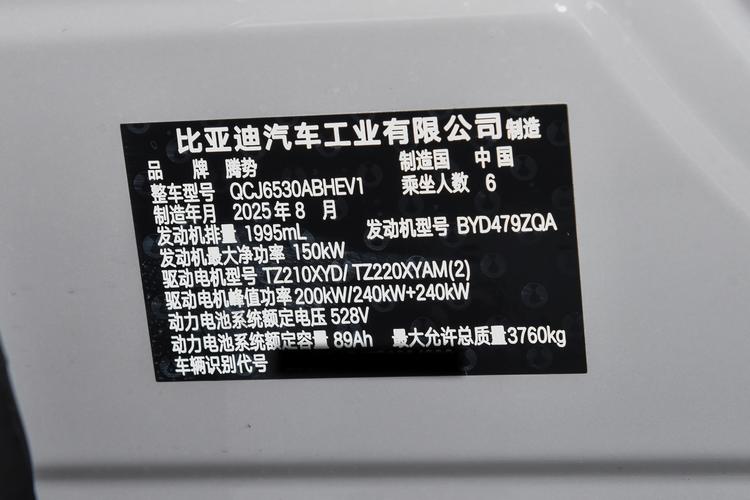 比亚迪汽车工业有限公司制造
品 牌 腾势 制造国 中国
整车型号 QCJ6530ABHEV1 乘坐人数 6
制造年月 2025年8 月
发动机排量 1995mL 发动机型号 BYD479ZQA
发动机最大净功率 150kW
驱动电机型号 TZ210XYD/ TZ220XYAM(2)
驱动电机峰值功率 200kW/240kW+240kW
动力电池系统额定电压 528V
动力电池系统额定容量 89Ah 最大允许总质量3760kg
车辆识别代号